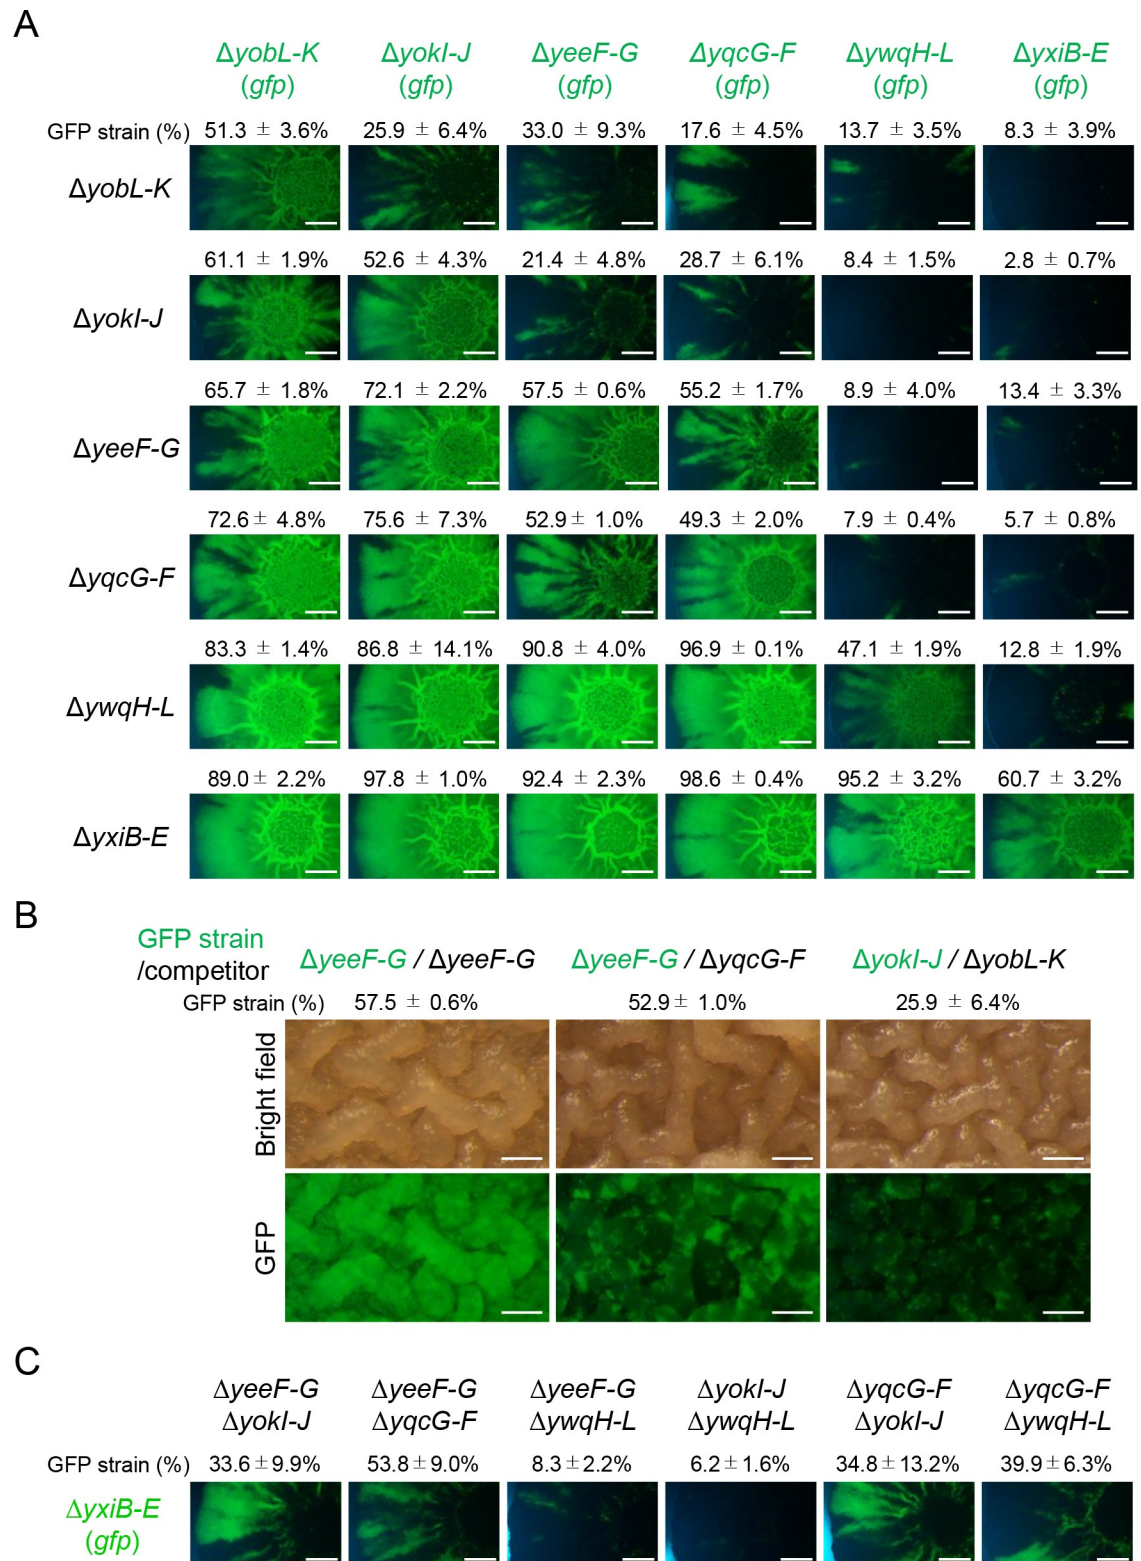 A
ΔyobL-K ΔyokI-J ΔyeeF-G ΔyqcG-F ΔywqH-L ΔyxiB-E
(gfp) (gfp) (gfp) (gfp) (gfp) (gfp)
GFP strain (%) 51.3 ± 3.6% 25.9 ± 6.4% 33.0 ± 9.3% 17.6 ± 4.5% 13.7 ± 3.5% 8.3 ± 3.9%
ΔyobL-K
61.1 ± 1.9% 52.6 ± 4.3% 21.4 ± 4.8% 28.7 ± 6.1% 8.4 ± 1.5% 2.8 ± 0.7%
ΔyokI-J
65.7 ± 1.8% 72.1 ± 2.2% 57.5 ± 0.6% 55.2 ± 1.7% 8.9 ± 4.0% 13.4 ± 3.3%
ΔyeeF-G
72.6 ± 4.8% 75.6 ± 7.3% 52.9 ± 1.0% 49.3 ± 2.0% 7.9 ± 0.4% 5.7 ± 0.8%
ΔyqcG-F
83.3 ± 1.4% 86.8 ± 14.1% 90.8 ± 4.0% 96.9 ± 0.1% 47.1 ± 1.9% 12.8 ± 1.9%
ΔywqH-L
89.0 ± 2.2% 97.8 ± 1.0% 92.4 ± 2.3% 98.6 ± 0.4% 95.2 ± 3.2% 60.7 ± 3.2%
ΔyxiB-E
B
GFP strain
/competitor ΔyeeF-G / ΔyeeF-G ΔyeeF-G / ΔyqcG-F ΔyokI-J / ΔyobL-K
GFP strain (%) 57.5 ± 0.6% 52.9 ± 1.0% 25.9 ± 6.4%
Bright field
GFP
C
ΔyeeF-G ΔyeeF-G ΔyeeF-G ΔyokI-J ΔyqcG-F ΔyqcG-F
ΔyokI-J ΔyqcG-F ΔywqH-L ΔywqH-L ΔyokI-J ΔywqH-L
GFP strain (%) 33.6 ± 9.9% 53.8 ± 9.0% 8.3 ± 2.2% 6.2 ± 1.6% 34.8 ± 13.2% 39.9 ± 6.3%
ΔyxiB-E
(gfp)